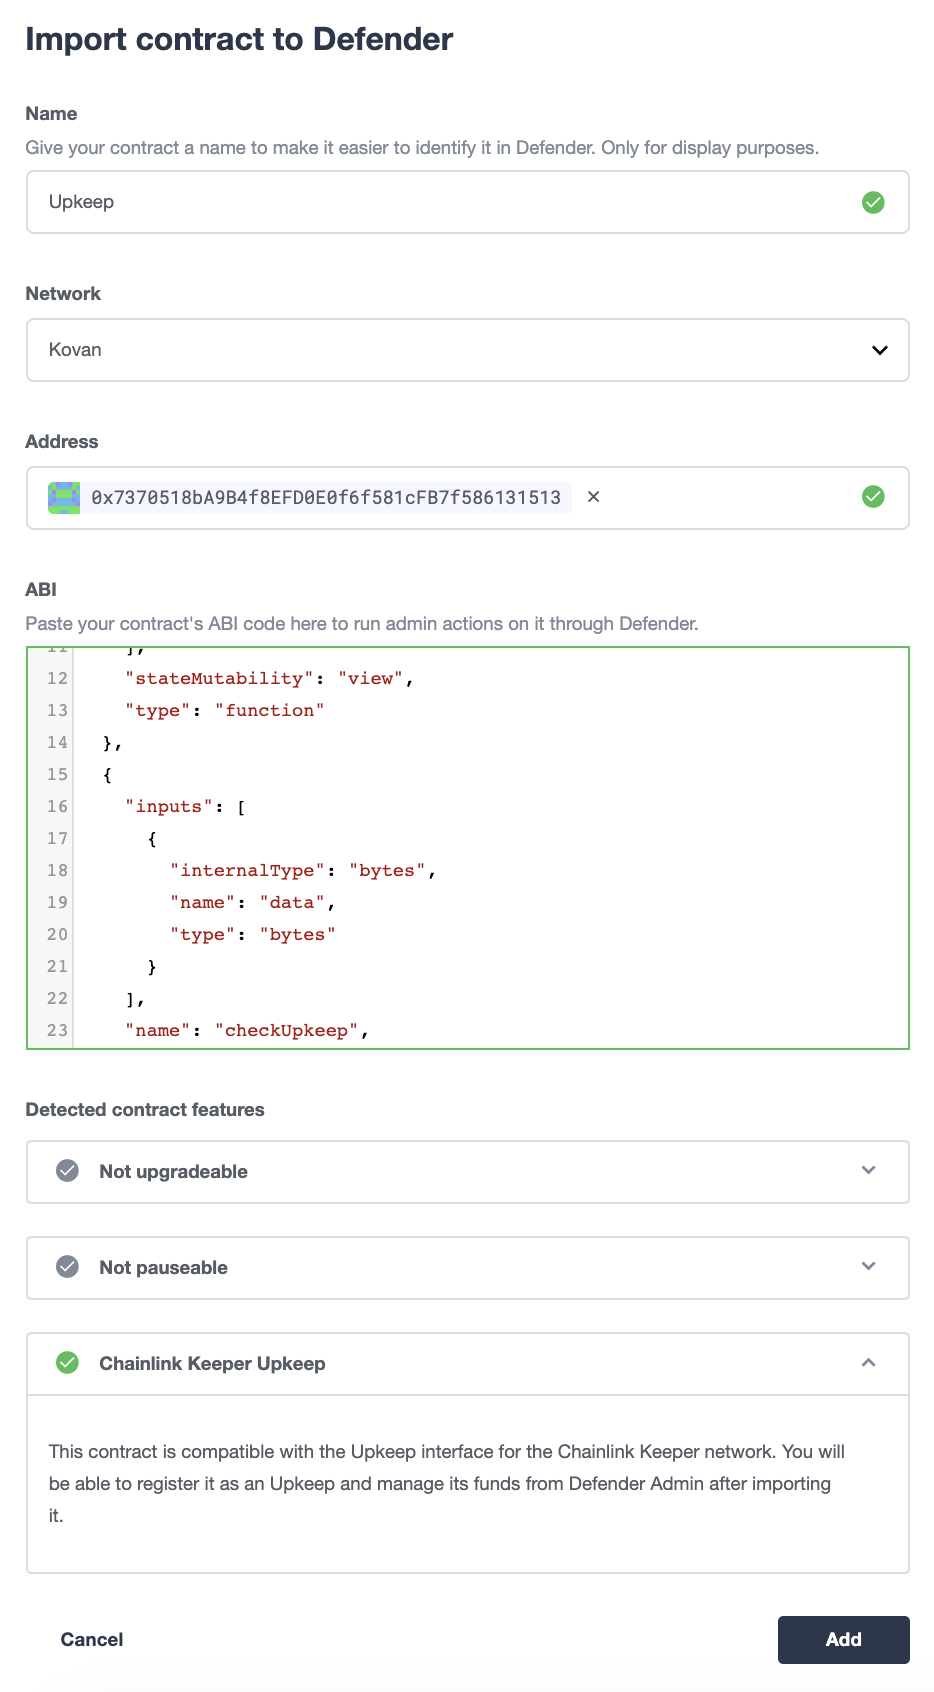 Import contract to Defender
Name
Give your contract a name to make it easier to identify it in Defender. Only for display purposes.
Upkeep
Network
Kovan
Address
0x7370518bA9B4f8EFD0E0f6f581cFB7f586131513 ×
ABI
Paste your contract's ABI code here to run admin actions on it through Defender.
11 ],
12 "stateMutability": "view",
13 "type": "function"
14 },
15 {
16 "inputs": [
17 {
18 "internalType": "bytes",
19 "name": "data",
20 "type": "bytes"
21 }
22 ],
23 "name": "checkUpkeep",
Detected contract features
Not upgradeable
Not pauseable
Chainlink Keeper Upkeep
This contract is compatible with the Upkeep interface for the Chainlink Keeper network. You will
be able to register it as an Upkeep and manage its funds from Defender Admin after importing
it.
Cancel
Add